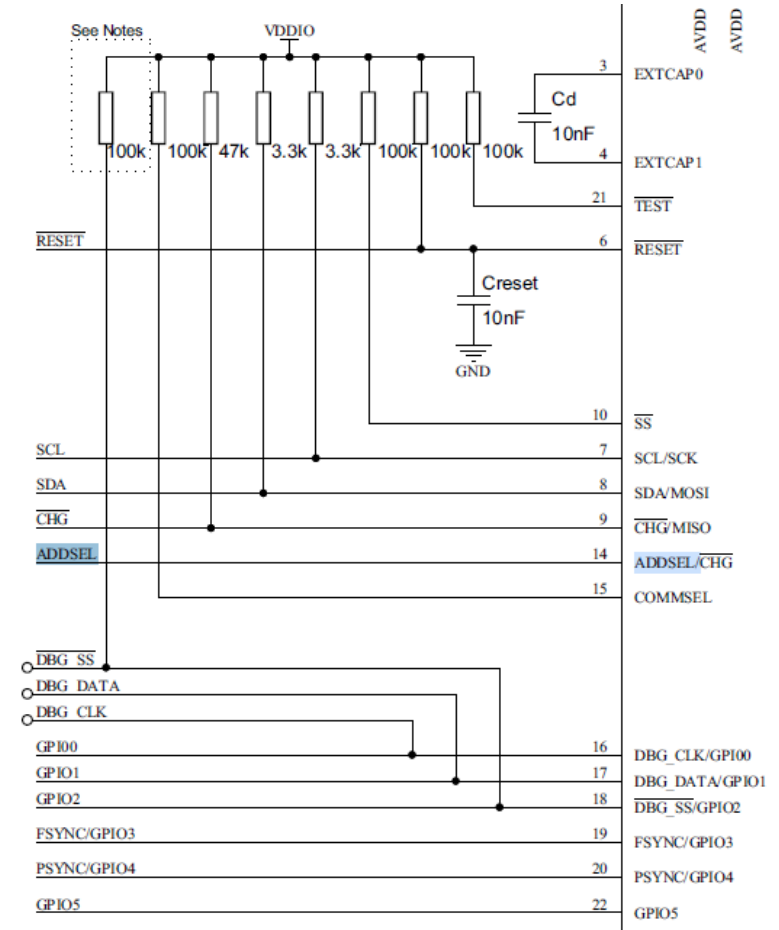 See Notes
VDDIO
AVDD
AVDD
3
EXTCAP0
Cd
10nF
100k
100k
47k
3.3k
3.3k
100k
100k
100k
4
EXTCAP1
21
TEST
RESET
6
RESET
Creset
10nF
GND
10
SS
SCL
7
SCL/SCK
SDA
8
SDA/MOSI
CHG
9
CHG/MISO
ADDSEL
14
ADDSEL/CHG
15
COMMSEL
DBG_SS
DBG_DATA
DBG_CLK
GPI00
16
DBG_CLK/GPI00
GPIO1
17
DBG_DATA/GPIO1
GPIO2
18
DBG_SS/GPIO2
FSYNC/GPIO3
19
FSYNC/GPIO3
PSYNC/GPIO4
20
PSYNC/GPIO4
GPIO5
22
GPIO5